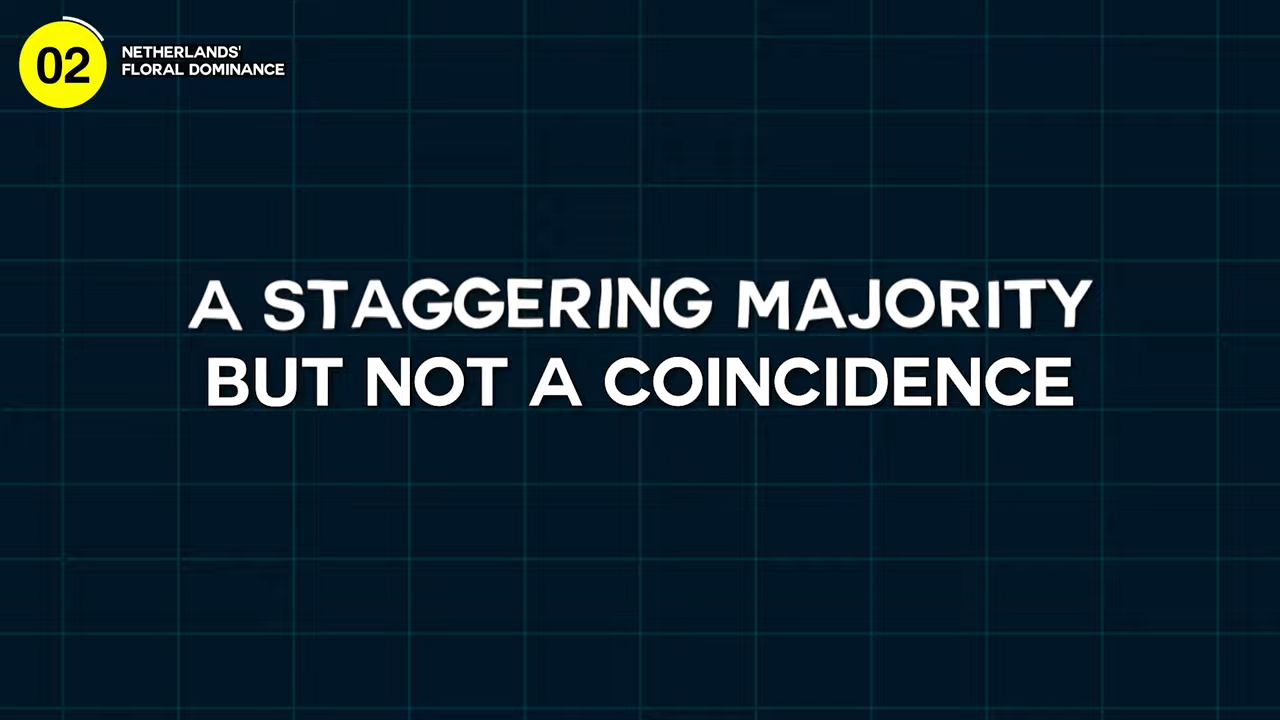 02
NETHERLANDS'
FLORAL DOMINANCE
A STAGGERING MAJORITY
BUT NOT A COINCIDENCE